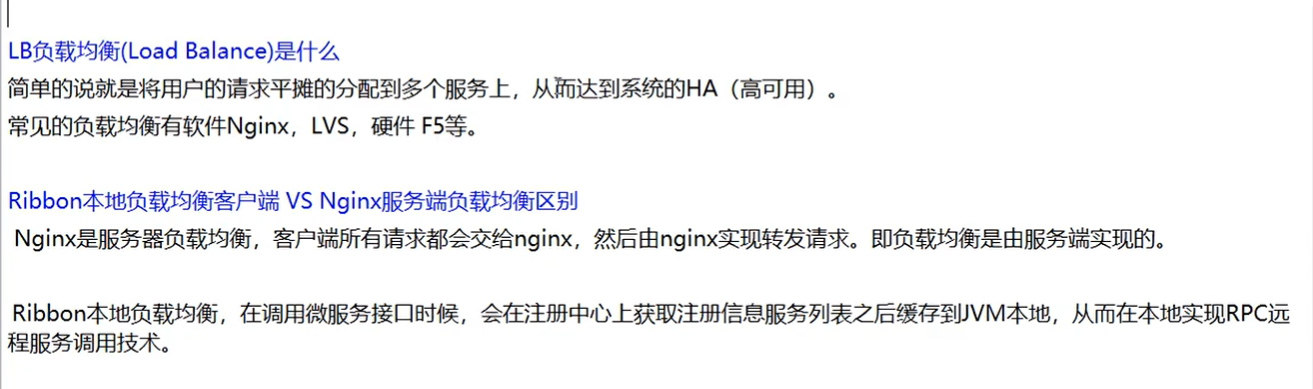 LB负载均衡(Load Balance)是什么
简单的说就是将用户的请求平摊的分配到多个服务上，从而达到系统的HA（高可用）。
常见的负载均衡有软件Nginx，LVS，硬件 F5等。
Ribbon本地负载均衡客户端 VS Nginx服务端负载均衡区别
Nginx是服务器负载均衡，客户端所有请求都会交给nginx，然后由nginx实现转发请求。即负载均衡是由服务端实现的。
Ribbon本地负载均衡，在调用微服务接口时候，会在注册中心上获取注册信息服务列表之后缓存到JVM本地，从而在本地实现RPC远
程服务调用技术。